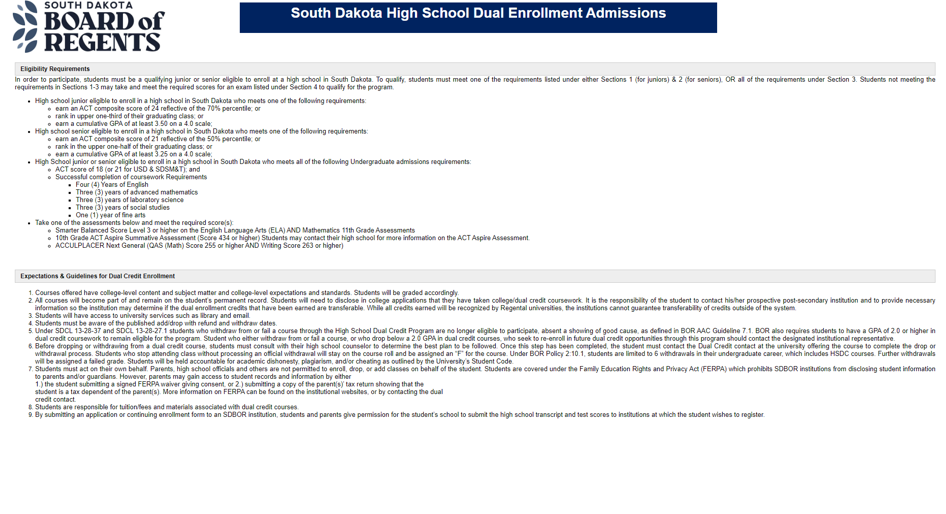 SOUTH DAKOTA
BOARD of
REGENTS
South Dakota High School Dual Enrollment Admissions
Eligibility Requirements
In order to participate, students must be a qualifying junior or senior eligible to enroll at a high school in South Dakota. To qualify, students must meet one of the requirements listed under either Sections 1 (for juniors) & 2 (for seniors), OR all of the requirements under Section 3. Students not meeting the
requirements in Sections 1-3 may take and meet the required scores for an exam listed under Section 4 to qualify for the program.
• High school junior eligible to enroll in a high school in South Dakota who meets one of the following requirements:
o earn an ACT composite score of 24 reflective of the 70% percentile; or
o rank in upper one-third of their graduating class; or
o earn a cumulative GPA of at least 3.50 on a 4.0 scale;
• High school senior eligible to enroll in a high school in South Dakota who meets one of the following requirements:
o earn an ACT composite score of 21 reflective of the 50% percentile; or
o rank in the upper one-half of their graduating class; or
o earn a cumulative GPA of at least 3.25 on a 4.0 scale;
• High School junior or senior eligible to enroll in a high school in South Dakota who meets all of the following Undergraduate admissions requirements:
o ACT score of 18 (or 21 for USD & SDSM&T); and
o Successful completion of coursework Requirements
▪ Four (4) Years of English
▪ Three (3) years of advanced mathematics
▪ Three (3) years of laboratory science
▪ Three (3) years of social studies
▪ One (1) year of fine arts
• Take one of the assessments below and meet the required score(s):
o Smarter Balanced Score Level 3 or higher on the English Language Arts (ELA) AND Mathematics 11th Grade Assessments
o 10th Grade ACT Aspire Summative Assessment (Score 434 or higher) Students may contact their high school for more information on the ACT Aspire Assessment.
o ACCULPLACER Next General (QAS (Math) Score 255 or higher AND Writing Score 263 or higher)
Expectations & Guidelines for Dual Credit Enrollment
1. Courses offered have college-level content and subject matter and college-level expectations and standards. Students will be graded accordingly.
2. All courses will become part of and remain on the student's permanent record. Students will need to disclose in college applications that they have taken college/dual credit coursework. It is the responsibility of the student to contact his/her prospective post-secondary institution and to provide necessary
information so the institution may determine if the dual enrollment credits that have been earned are transferable. While all credits earned will be recognized by Regental universities, the institutions cannot guarantee transferability of credits outside of the system.
3. Students will have access to university services such as library and email.
4. Students must be aware of the published add/drop with refund and withdraw dates.
5. Under SDCL 13-28-37 and SDCL 13-28-27.1 students who withdraw from or fail a course through the High School Dual Credit Program are no longer eligible to participate, absent a showing of good cause, as defined in BOR AAC Guideline 7.1. BOR also requires students to have a GPA of 2.0 or higher in
dual credit coursework to remain eligible for the program. Student who either withdraw from or fail a course, or who drop below a 2.0 GPA in dual credit courses, who seek to re-enroll in future dual credit opportunities through this program should contact the designated institutional representative.
6. Before dropping or withdrawing from a dual credit course, students must consult with their high school counselor to determine the best plan to be followed. Once this step has been completed, the student must contact the Dual Credit contact at the university offering the course to complete the drop or
withdrawal process. Students who stop attending class without processing an official withdrawal will stay on the course roll and be assigned an "F" for the course. Under BOR Policy 2:10.1, students are limited to 6 withdrawals in their undergraduate career, which includes HSDC courses. Further withdrawals
will be assigned a failed grade. Students will be held accountable for academic dishonesty, plagiarism, and/or cheating as outlined by the University's Student Code.
7. Students must act on their own behalf. Parents, high school officials and others are not permitted to enroll, drop, or add classes on behalf of the student. Students are covered under the Family Education Rights and Privacy Act (FERPA) which prohibits SDBOR institutions from disclosing student information
to parents and/or guardians. However, parents may gain access to student records and information by either
1.) the student submitting a signed FERPA waiver giving consent, or 2.) submitting a copy of the parent(s)' tax return showing that the
student is a tax dependent of the parent(s). More information on FERPA can be found on the institutional websites, or by contacting the dual
credit contact.
8. Students are responsible for tuition/fees and materials associated with dual credit courses.
9. By submitting an application or continuing enrollment form to an SDBOR institution, students and parents give permission for the student's school to submit the high school transcript and test scores to institutions at which the student wishes to register.